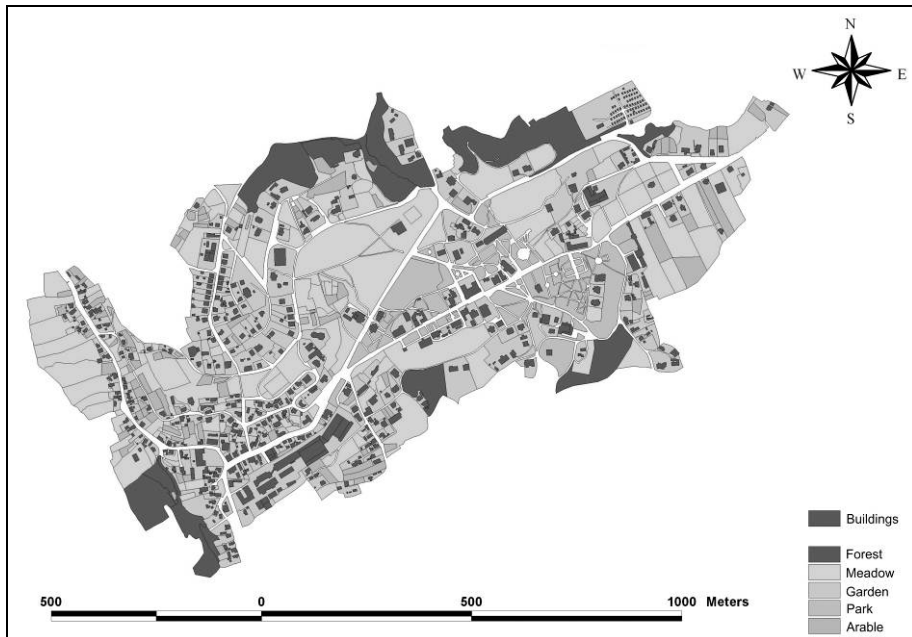 N
W E
S
Buildings
Forest
Meadow
Garden
Park
Arable
500 0 500 1000 Meters